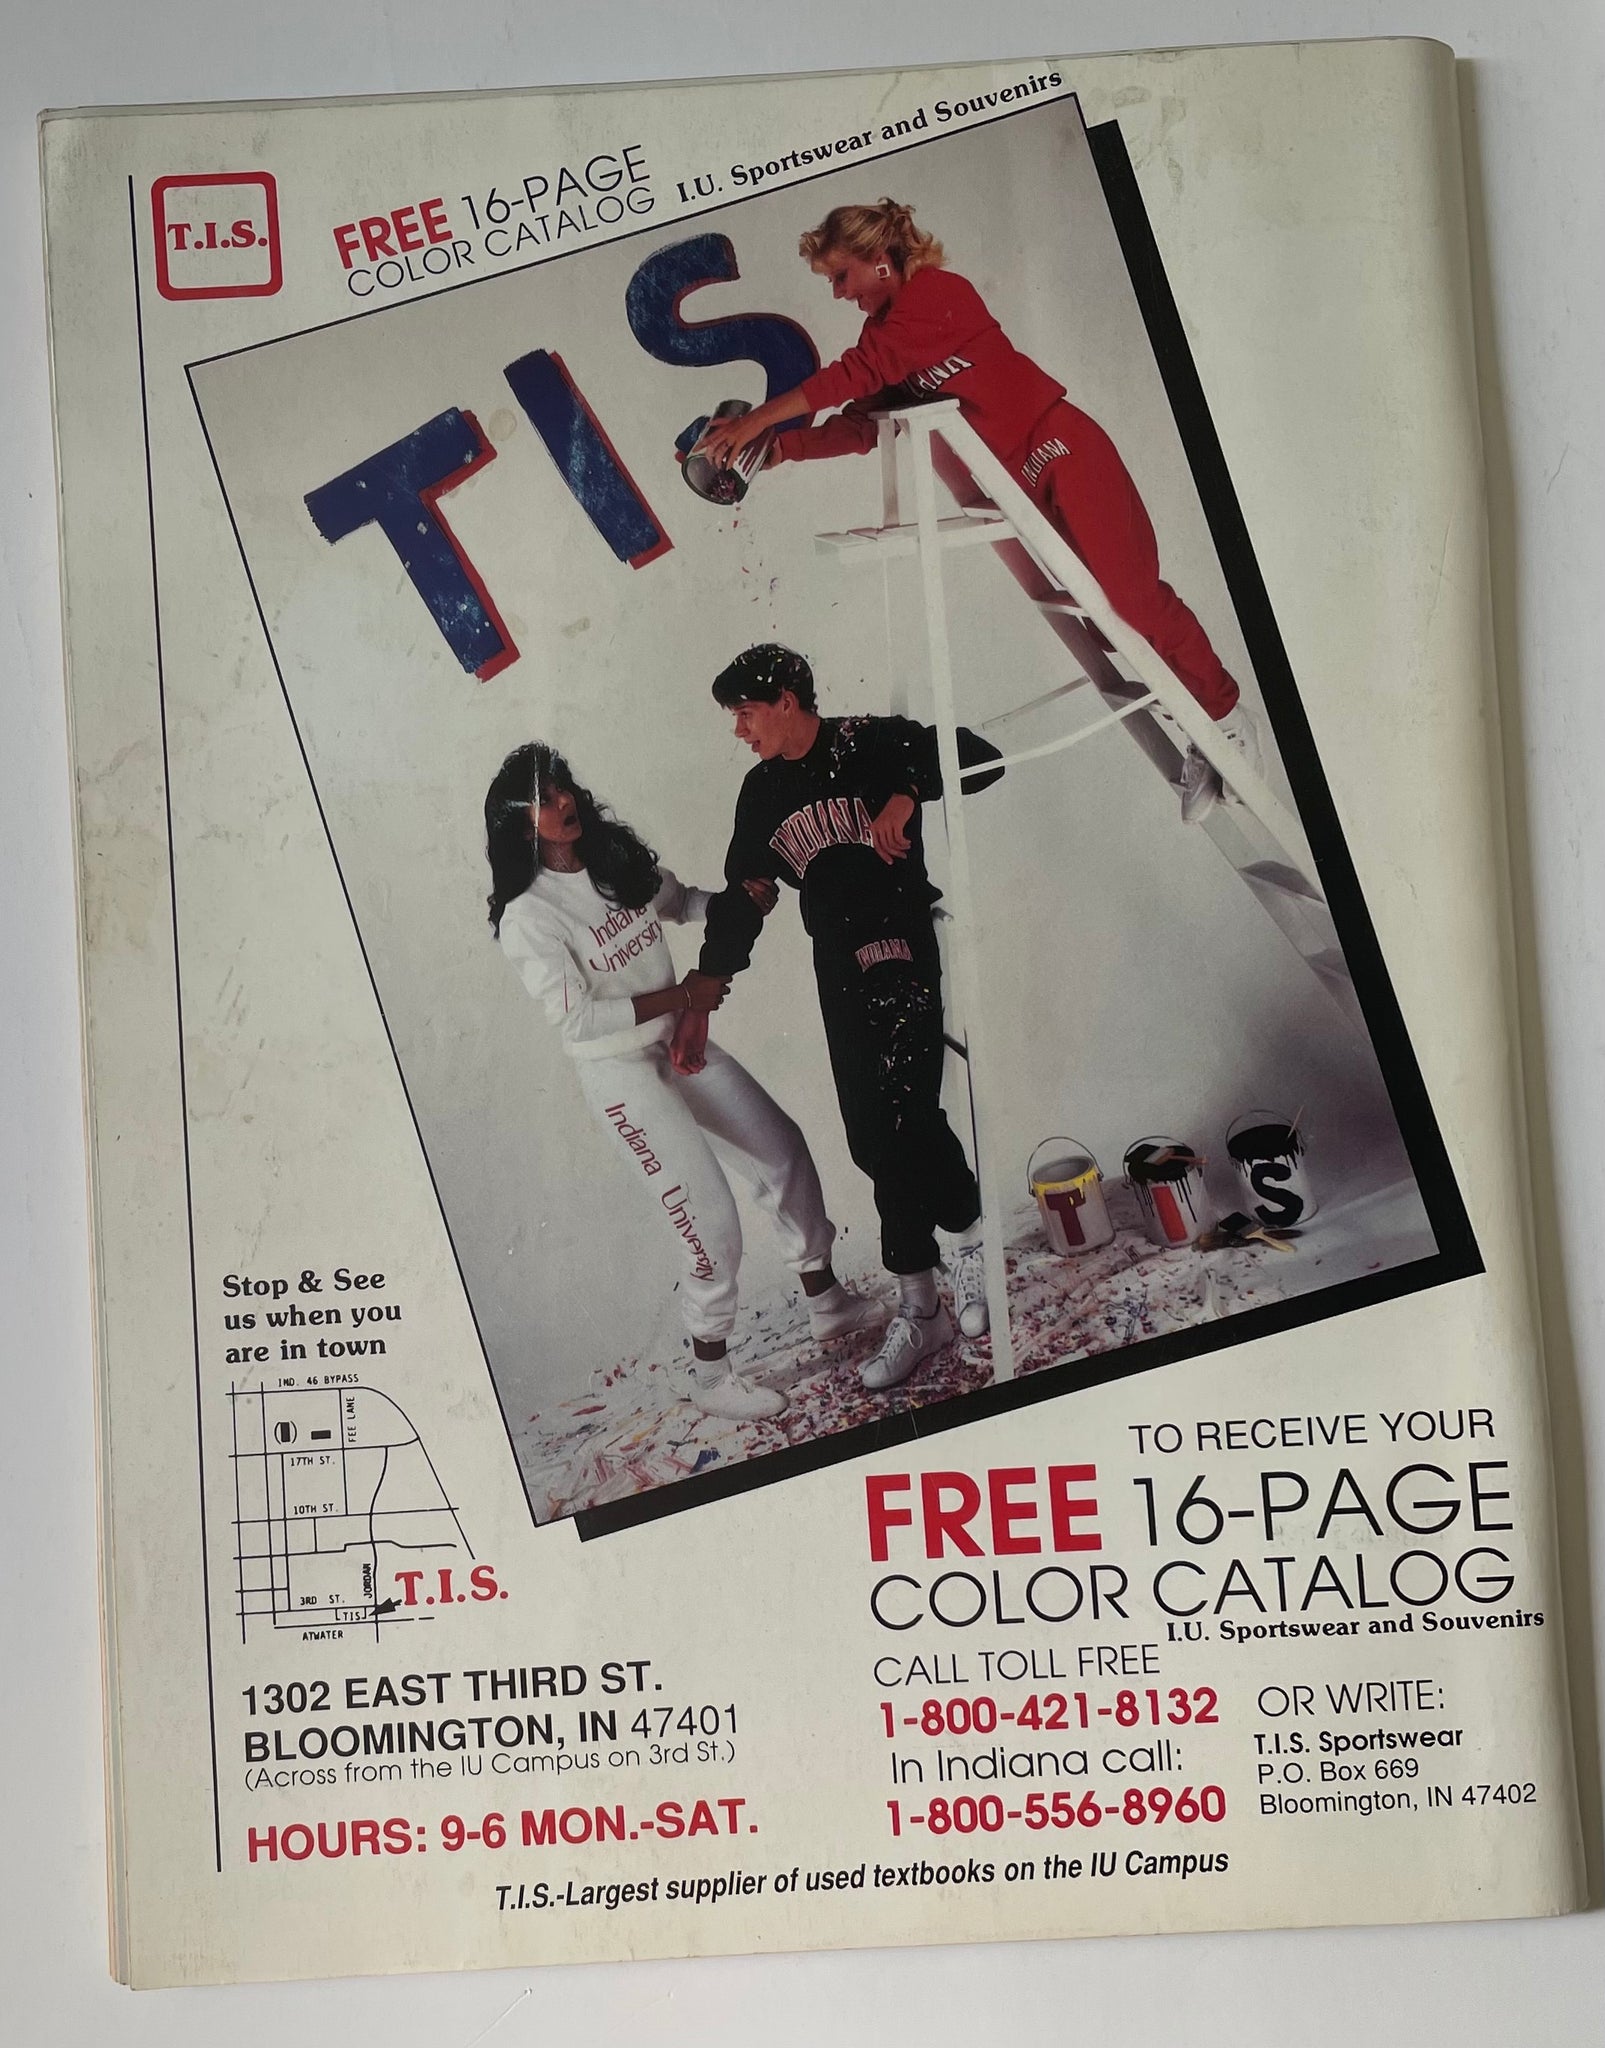 T.I.S.
FREE 16-PAGE
COLOR CATALOG
I.U. Sportswear and Souvenirs
TIS
INDIANA
INDIANA
INDIANA
Indiana
University
Indiana University
T I S
Stop & See
us when you
are in town
IND. 46 BYPASS
FEE LANE
17TH ST.
10TH ST.
JORDAN
T.I.S.
3RD ST.
TIS
ATWATER
1302 EAST THIRD ST.
BLOOMINGTON, IN 47401
(Across from the IU Campus on 3rd St.)
HOURS: 9-6 MON.-SAT.
TO RECEIVE YOUR
FREE 16-PAGE
COLOR CATALOG
I.U. Sportswear and Souvenirs
CALL TOLL FREE
1-800-421-8132
In Indiana call:
1-800-556-8960
OR WRITE:
T.I.S. Sportswear
P.O. Box 669
Bloomington, IN 47402
T.I.S.-Largest supplier of used textbooks on the IU Campus